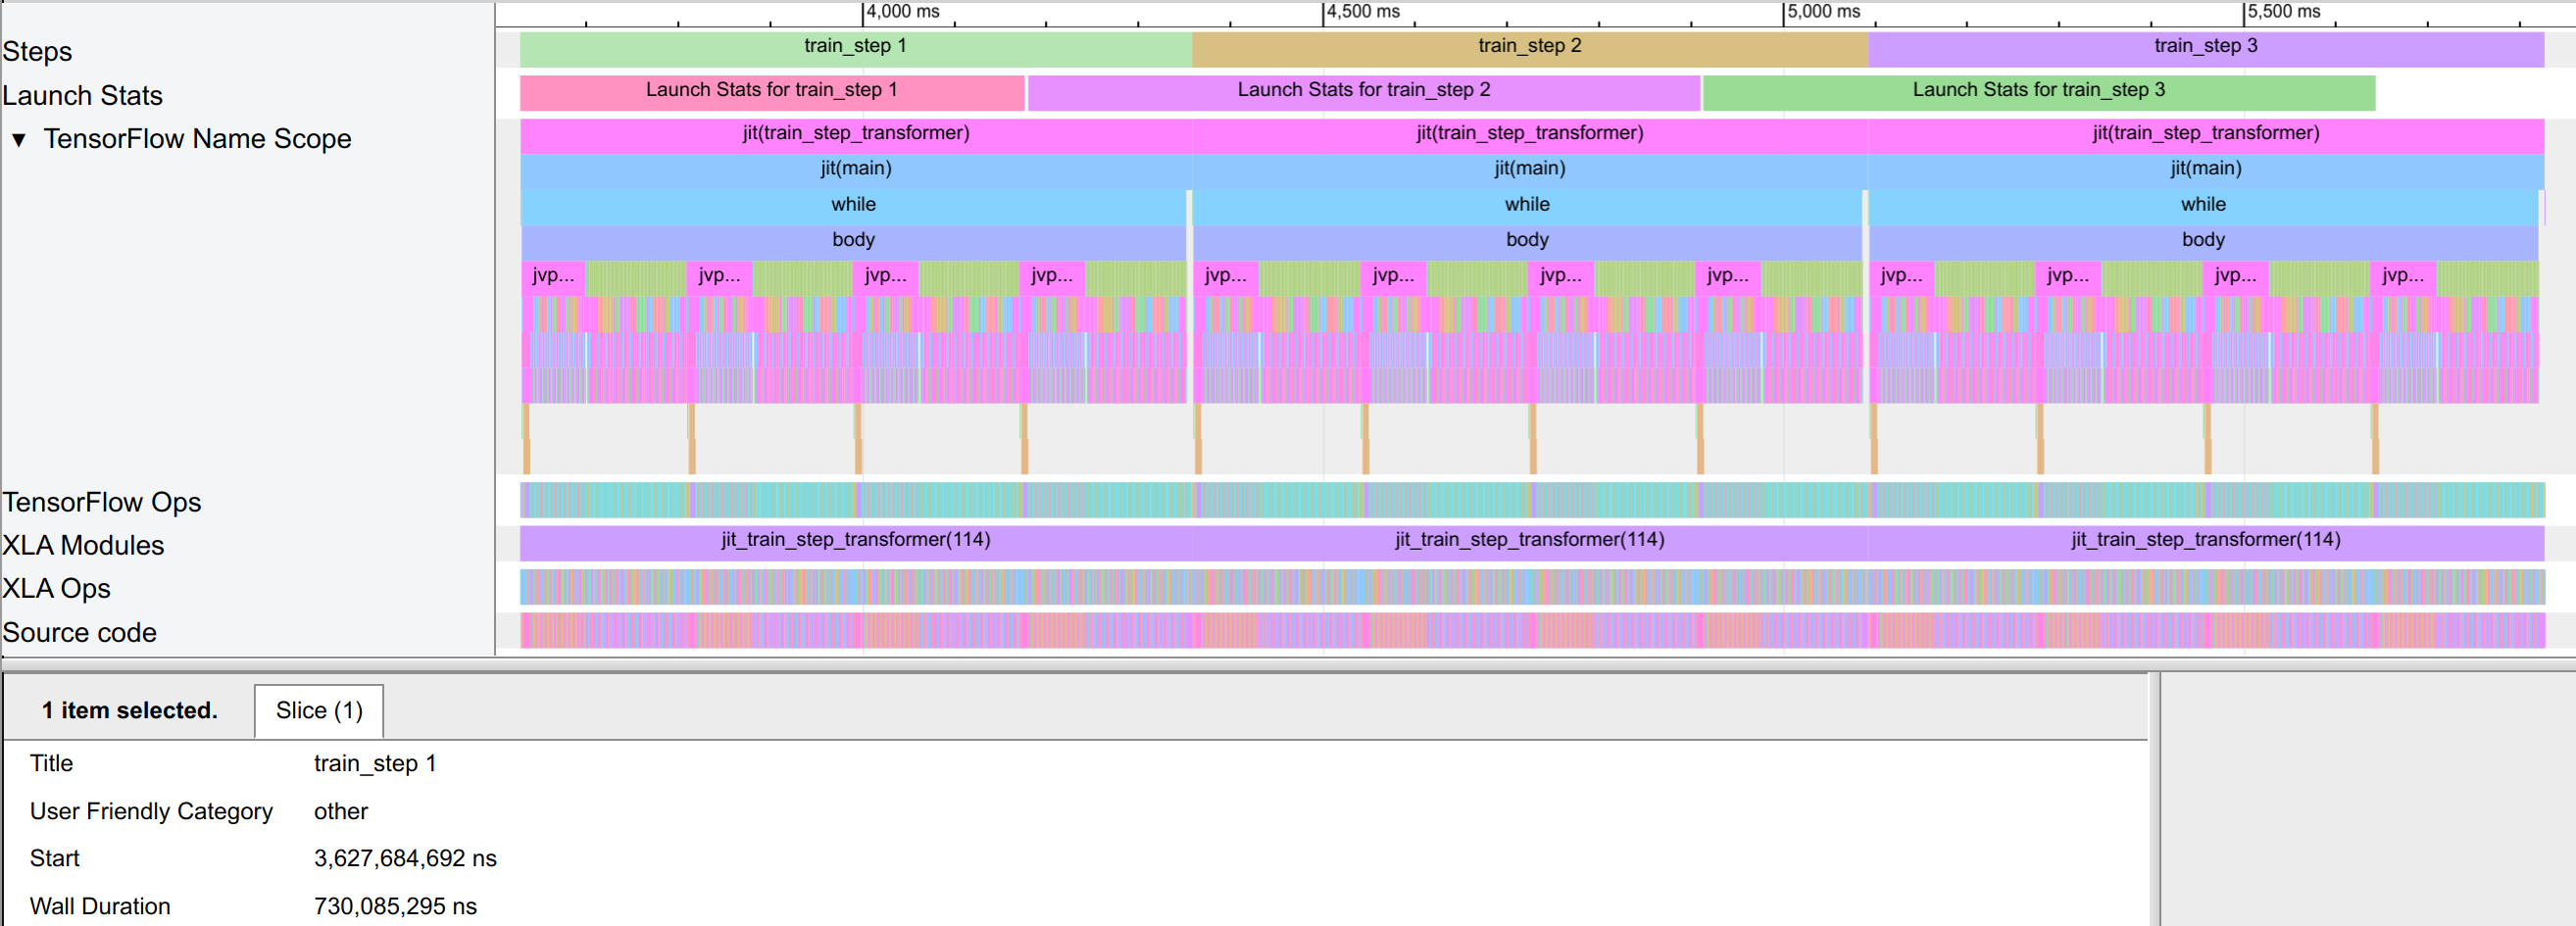 4,000 ms 4,500 ms 5,000 ms 5,500 ms
Steps train_step 1 train_step 2 train_step 3
Launch Stats Launch Stats for train_step 1 Launch Stats for train_step 2 Launch Stats for train_step 3
▼ TensorFlow Name Scope jit(train_step_transformer) jit(train_step_transformer) jit(train_step_transformer)
jit(main) jit(main) jit(main)
while while while
body body body
jvp... jvp... jvp... jvp... jvp... jvp... jvp... jvp... jvp... jvp... jvp... jvp...
TensorFlow Ops
XLA Modules jit_train_step_transformer(114) jit_train_step_transformer(114) jit_train_step_transformer(114)
XLA Ops
Source code
1 item selected. Slice (1)
Title train_step 1
User Friendly Category other
Start 3,627,684,692 ns
Wall Duration 730,085,295 ns